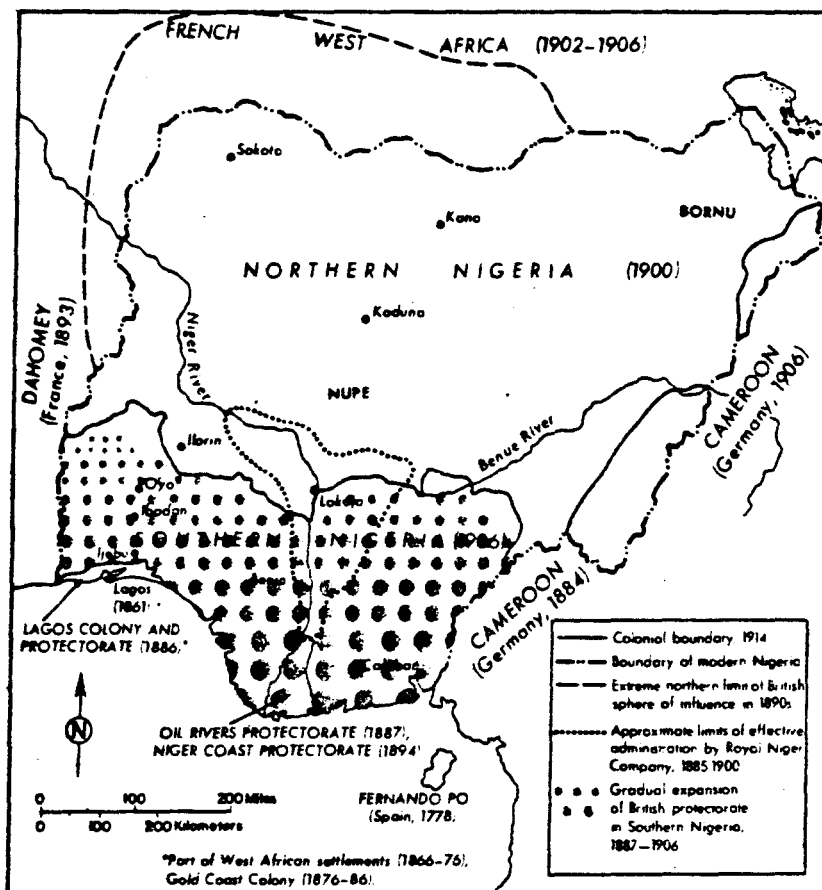 FRENCH WEST AFRICA (1902-1906)
Sokoto
Kano
BORNU
NORTHERN NIGERIA (1900)
Kaduna
DAHOMEY
(France, 1893)
Niger River
NUPE
CAMEROON
(Germany, 1906)
Ilorin
Benue River
Oyo
Lokoja
Ibadan
SOUTHERN NIGERIA (1906)
Ijebu
Lagos
(1861)
CAMEROON
(Germany, 1884)
LAGOS COLONY AND
PROTECTORATE (1886)*
Calabar
OIL RIVERS PROTECTORATE (1887),
NIGER COAST PROTECTORATE (1894)
N
0 100 200 Miles
0 100 200 Kilometers
FERNANDO PO
(Spain, 1778)
*Part of West African settlements (1866-76),
Gold Coast Colony (1876-86).
Colonial boundary, 1914
Boundary of modern Nigeria
Extreme northern limit of British
sphere of influence in 1890s
Approximate limits of effective
administration by Royal Niger
Company, 1885-1900
Gradual expansion
of British protectorate
in Southern Nigeria,
1887-1906